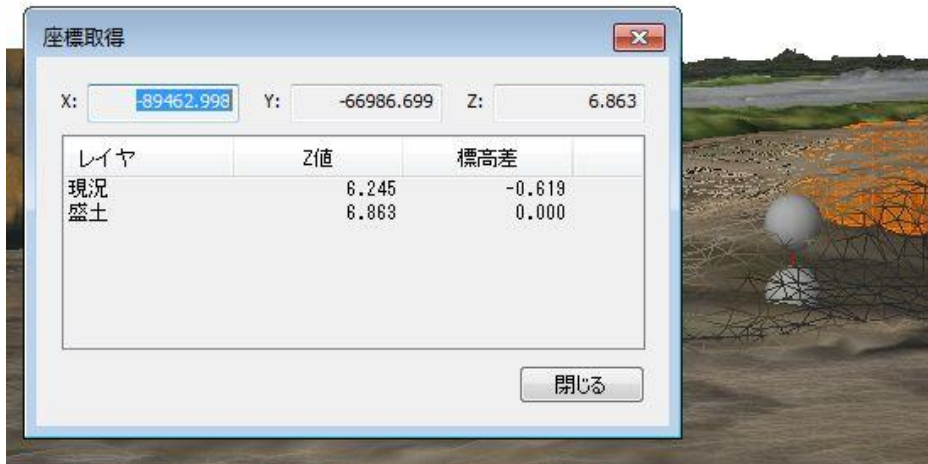 座標取得
X: -89462.998 Y: -66986.699 Z: 6.863
レイヤ Z値 標高差
現況 6.245 -0.619
盛土 6.863 0.000
閉じる